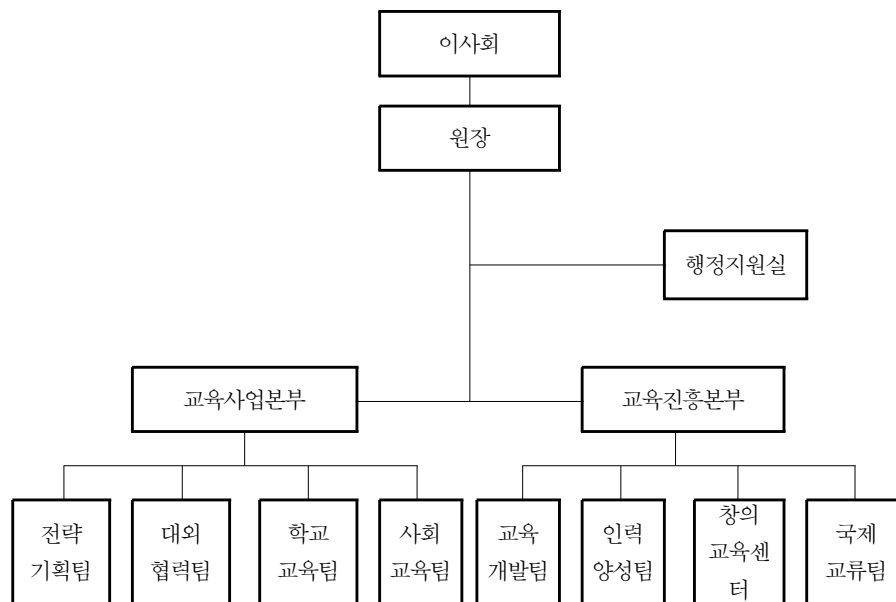 이사회
원장
행정지원실
교육사업본부
교육진흥본부
전략
기획팀
대외
협력팀
학교
교육팀
사회
교육팀
교육
개발팀
인력
양성팀
창의
교육센
터
국제
교류팀